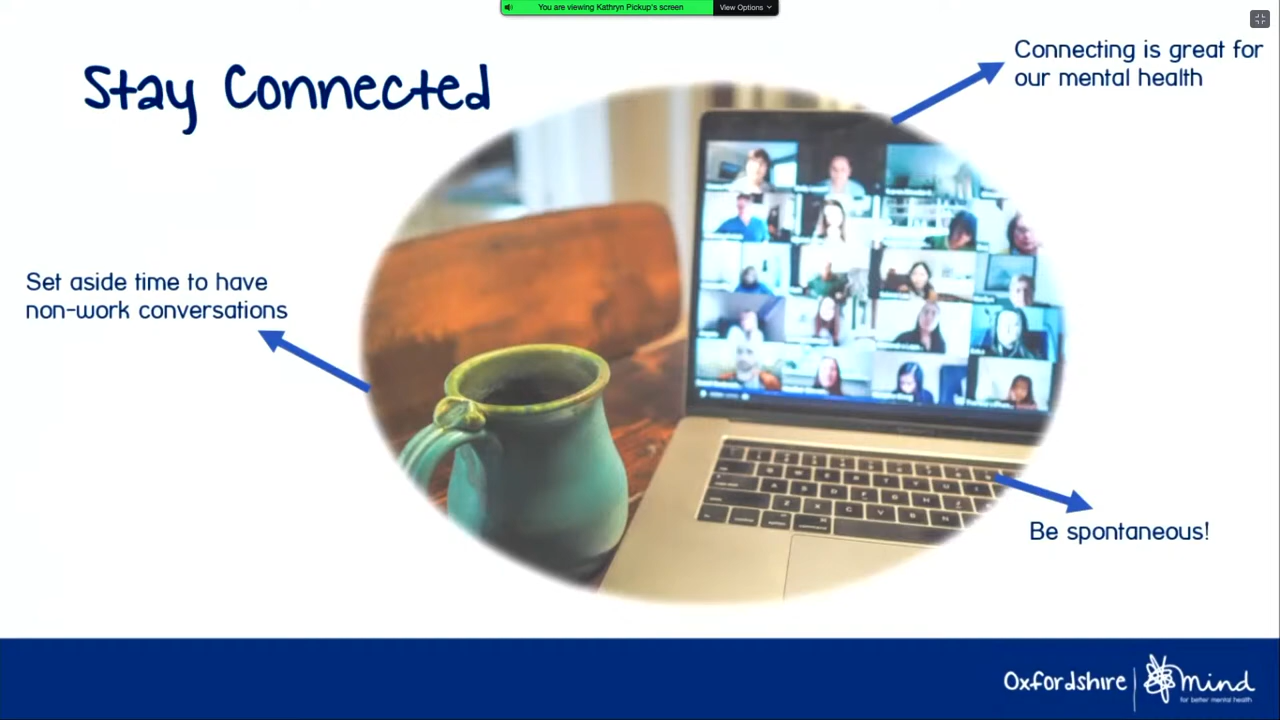 You are viewing Kathryn Pickup's screen
View Options
Stay Connected
Connecting is great for
our mental health
Set aside time to have
non-work conversations
Be spontaneous!
Oxfordshire
mind
for better mental health